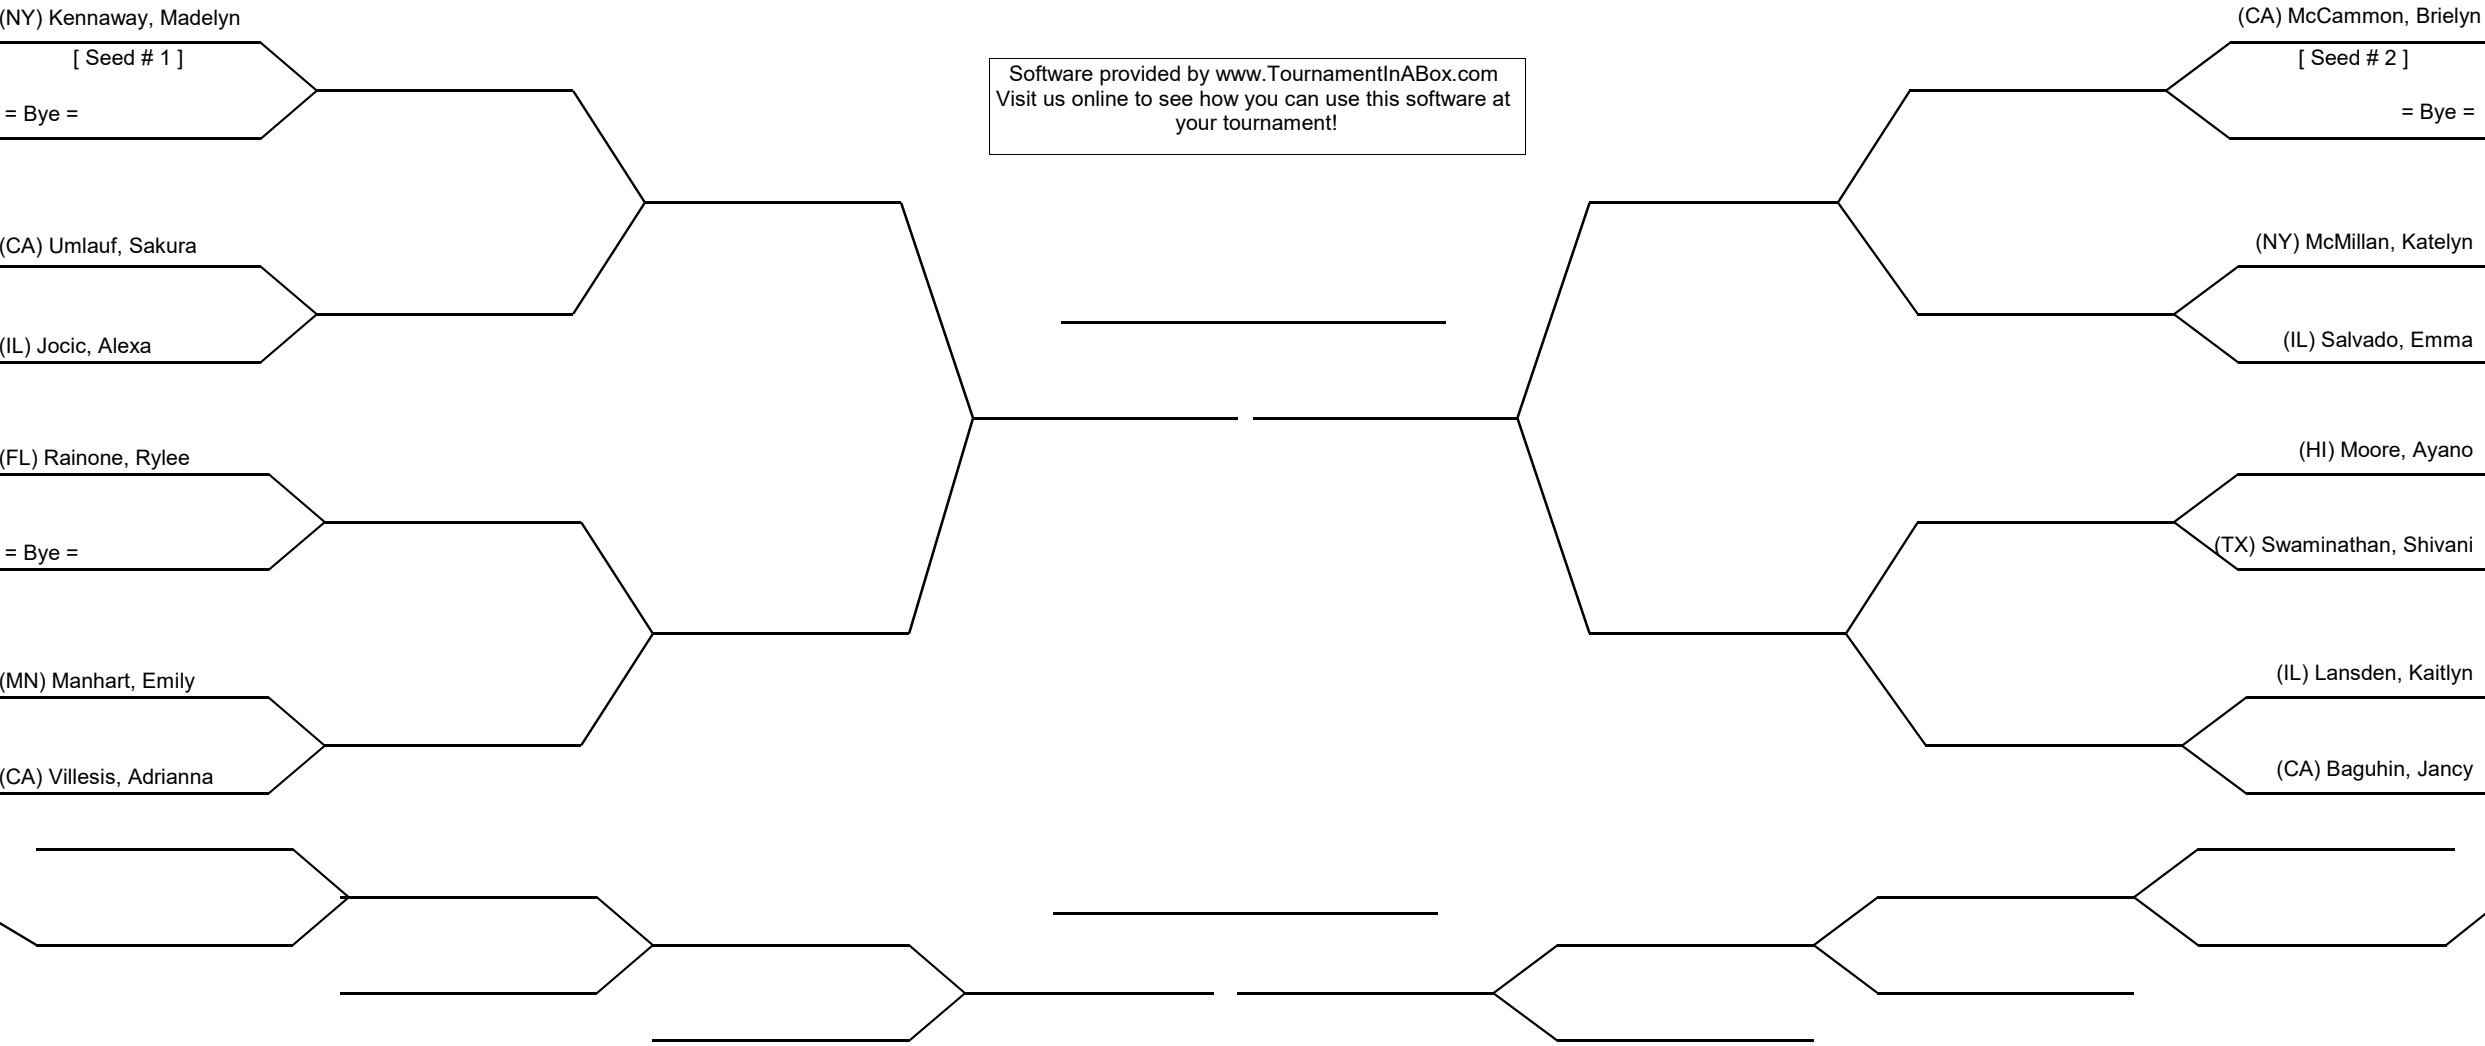 (NY) Kennaway, Madelyn
[ Seed # 1 ]
= Bye =
(CA) Umlauf, Sakura
(IL) Jocic, Alexa
(FL) Rainone, Rylee
= Bye =
(MN) Manhart, Emily
(CA) Villesis, Adrianna
Software provided by www.TournamentInABox.com
Visit us online to see how you can use this software at
your tournament!
(CA) McCammon, Brielyn
[ Seed # 2 ]
= Bye =
(NY) McMillan, Katelyn
(IL) Salvado, Emma
(HI) Moore, Ayano
(TX) Swaminathan, Shivani
(IL) Lansden, Kaitlyn
(CA) Baguhin, Jancy